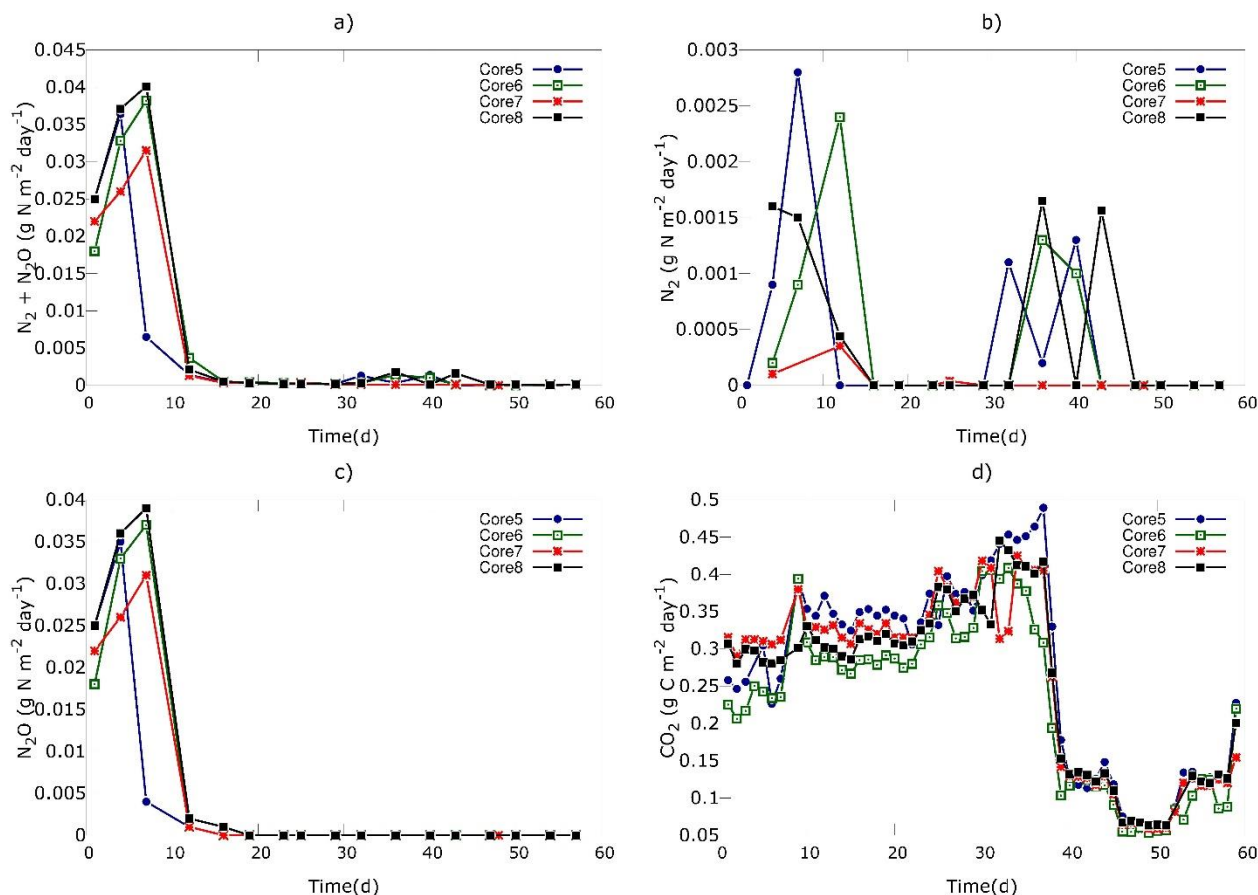 a)
N₂ + N₂O (g N m⁻² day⁻¹)
0.045
0.04
0.035
0.03
0.025
0.02
0.015
0.01
0.005
0
0 10 20 30 40 50 60
Time(d)
Core5
Core6
Core7
Core8
b)
N₂ (g N m⁻² day⁻¹)
0.003
0.0025
0.002
0.0015
0.001
0.0005
0
0 10 20 30 40 50 60
Time(d)
Core5
Core6
Core7
Core8
c)
N₂O (g N m⁻² day⁻¹)
0.04
0.035
0.03
0.025
0.02
0.015
0.01
0.005
0
0 10 20 30 40 50 60
Time(d)
Core5
Core6
Core7
Core8
d)
CO₂ (g C m⁻² day⁻¹)
0.5
0.45
0.4
0.35
0.3
0.25
0.2
0.15
0.1
0.05
0 10 20 30 40 50 60
Time(d)
Core5
Core6
Core7
Core8